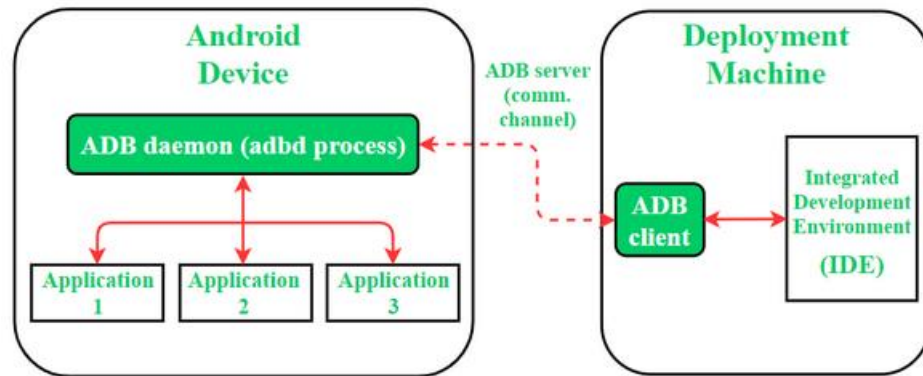 Android
Device
ADB daemon (adbd process)
Application
1
Application
2
Application
3
ADB server
(comm.
channel)
Deployment
Machine
ADB
client
Integrated
Development
Environment
(IDE)